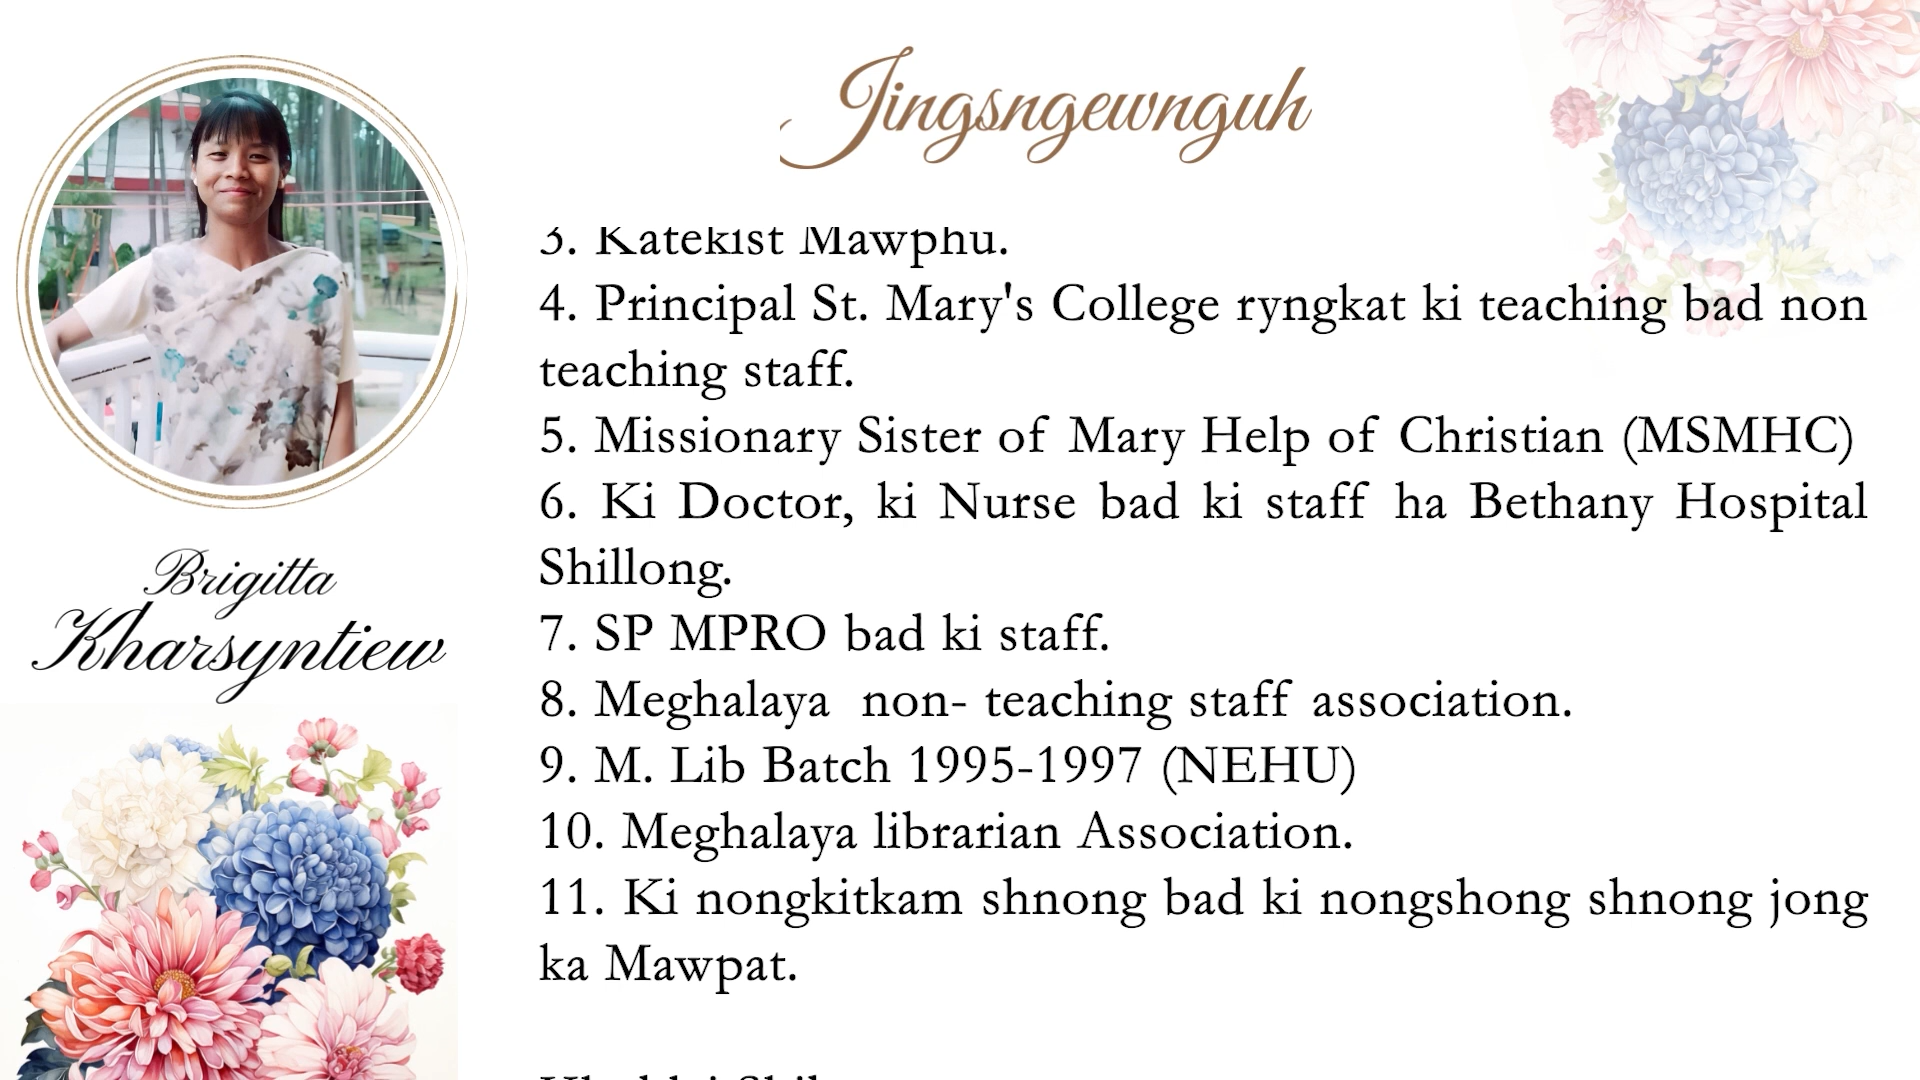 Jingsngewnguh
3. Katekist Mawphu.
4. Principal St. Mary's College ryngkat ki teaching bad non
teaching staff.
5. Missionary Sister of Mary Help of Christian (MSMHC)
6. Ki Doctor, ki Nurse bad ki staff ha Bethany Hospital
Shillong.
7. SP MPRO bad ki staff.
8. Meghalaya non- teaching staff association.
9. M. Lib Batch 1995-1997 (NEHU)
10. Meghalaya librarian Association.
11. Ki nongkitkam shnong bad ki nongshong shnong jong
ka Mawpat.
Brigitta
Kharsyntiew